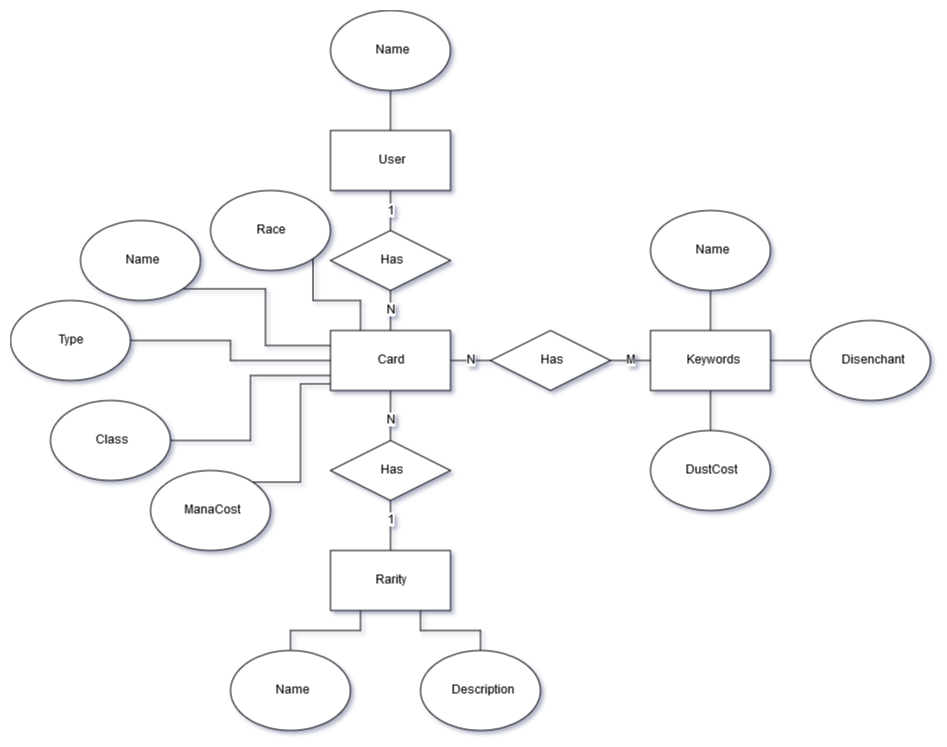 Name
User
1
Race
Has
Name
Name
N
Type
Card
N
Has
M
Keywords
Disenchant
N
Class
Has
DustCost
ManaCost
1
Rarity
Name
Description